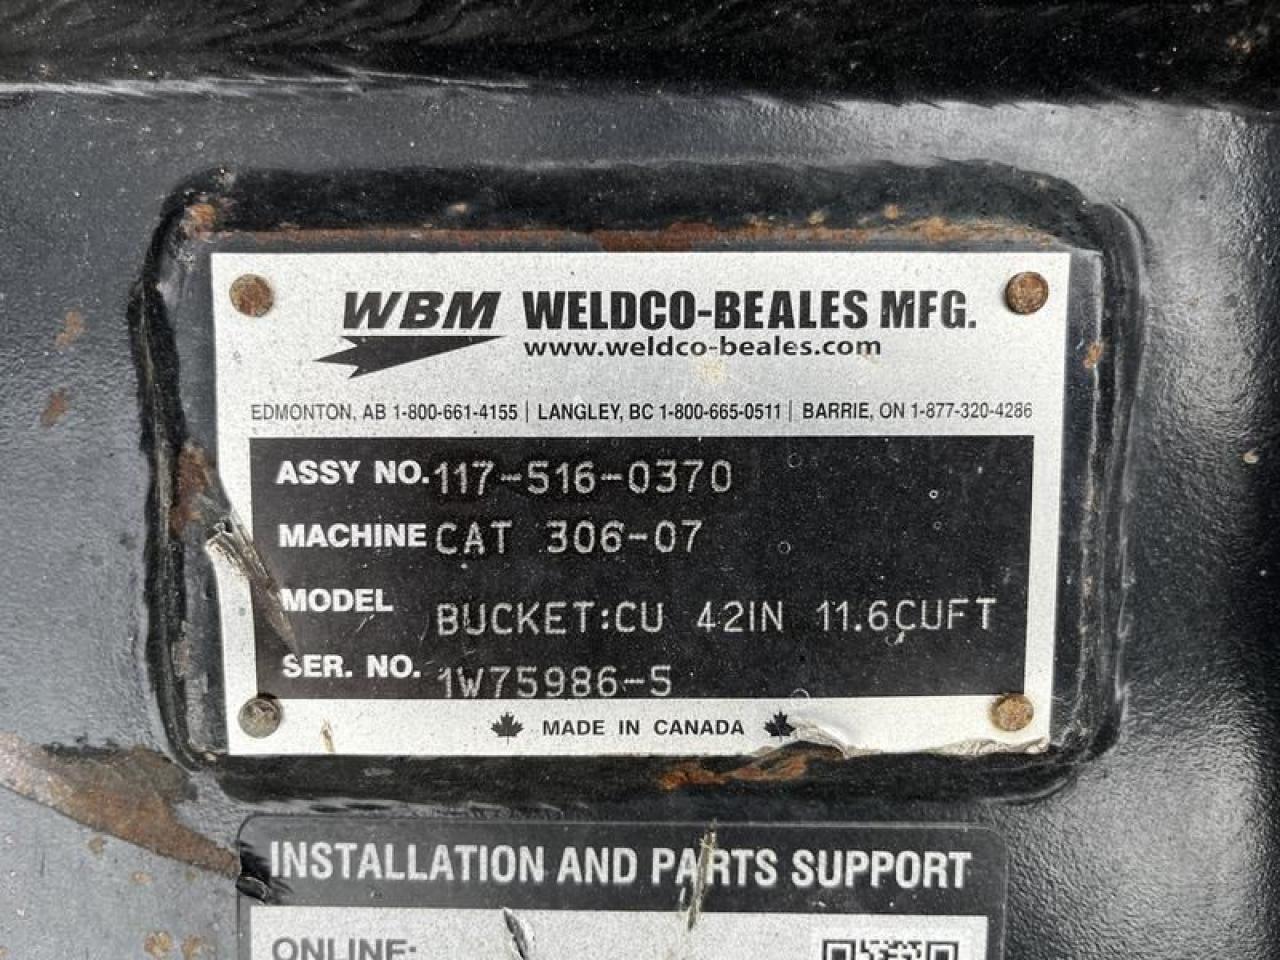 WBM WELDCO-BEALES MFG.
www.weldco-beales.com
EDMONTON, AB 1-800-661-4155 | LANGLEY, BC 1-800-665-0511 | BARRIE, ON 1-877-320-4286
ASSY NO. 117-516-0370
MACHINE CAT 306-07
MODEL BUCKET:CU 42IN 11.6CUFT
SER. NO. 1W75986-5
MADE IN CANADA
INSTALLATION AND PARTS SUPPORT
ONLINE: